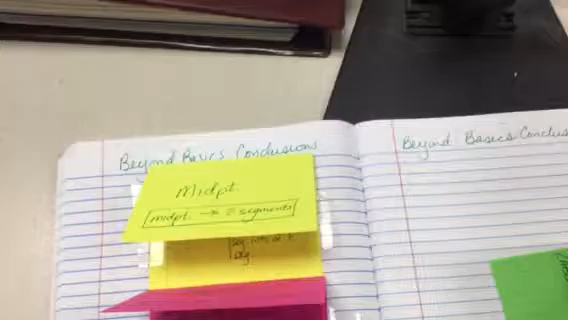 Beyond Basics Conclusions
Beyond Basics Conclus
Midpt.
midpt. → ≅ segments